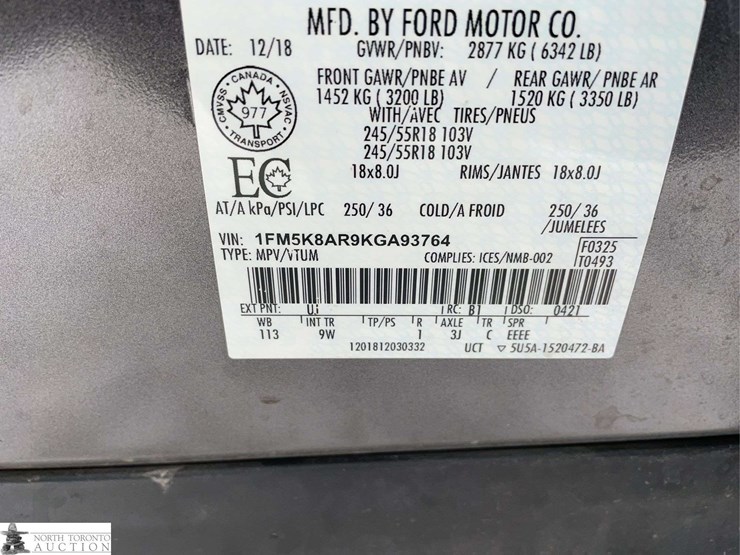 MFD. BY FORD MOTOR CO.
DATE: 12/18 GVWR/PNBV: 2877 KG ( 6342 LB)
FRONT GAWR/PNBE AV / REAR GAWR/ PNBE AR
1452 KG ( 3200 LB) 1520 KG ( 3350 LB)
WITH/AVEC TIRES/PNEUS
245/55R18 103V
245/55R18 103V
18x8.0J RIMS/JANTES 18x8.0J
CANADA
CMVSS NSVAC
977
TRANSPORT
EC
AT/A kPa/PSI/LPC 250/ 36 COLD/A FROID 250/ 36
/JUMELEES
VIN: 1FM5K8AR9KGA93764
TYPE: MPV/VTUM COMPLIES: ICES/NMB-002
F0325
T0493
EXT PNT: UJ RC: B1 DSO: 0421
WB INT TR TP/PS R AXLE TR SPR
113 9W 1 3J C EEEE
1201812030332 UCT ▽ 5U5A-1520472-BA
NORTH TORONTO
AUCTION